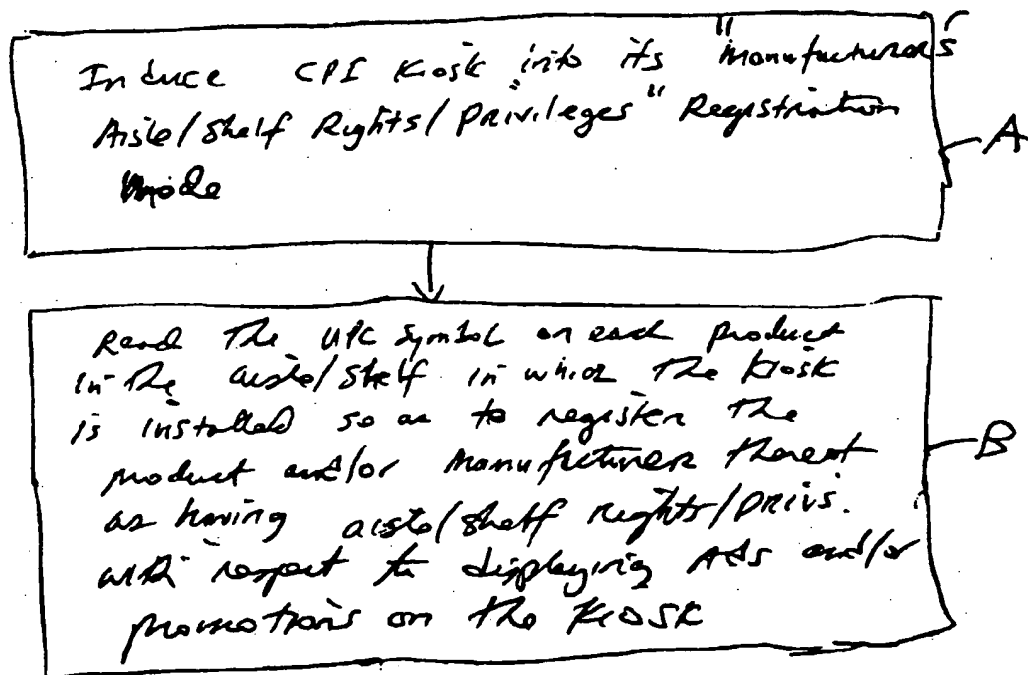 Induce CPI Kiosk into its "Manufacturers'
Aisle/Shelf Rights/Privileges" Registration
Mode
A
Read the UPC Symbol on each product
in the aisle/shelf in which the Kiosk
is installed so as to register the
product and/or Manufacturer thereof
as having aisle/shelf rights/privs.
with respect to displaying Ads and/or
promotions on the Kiosk
B